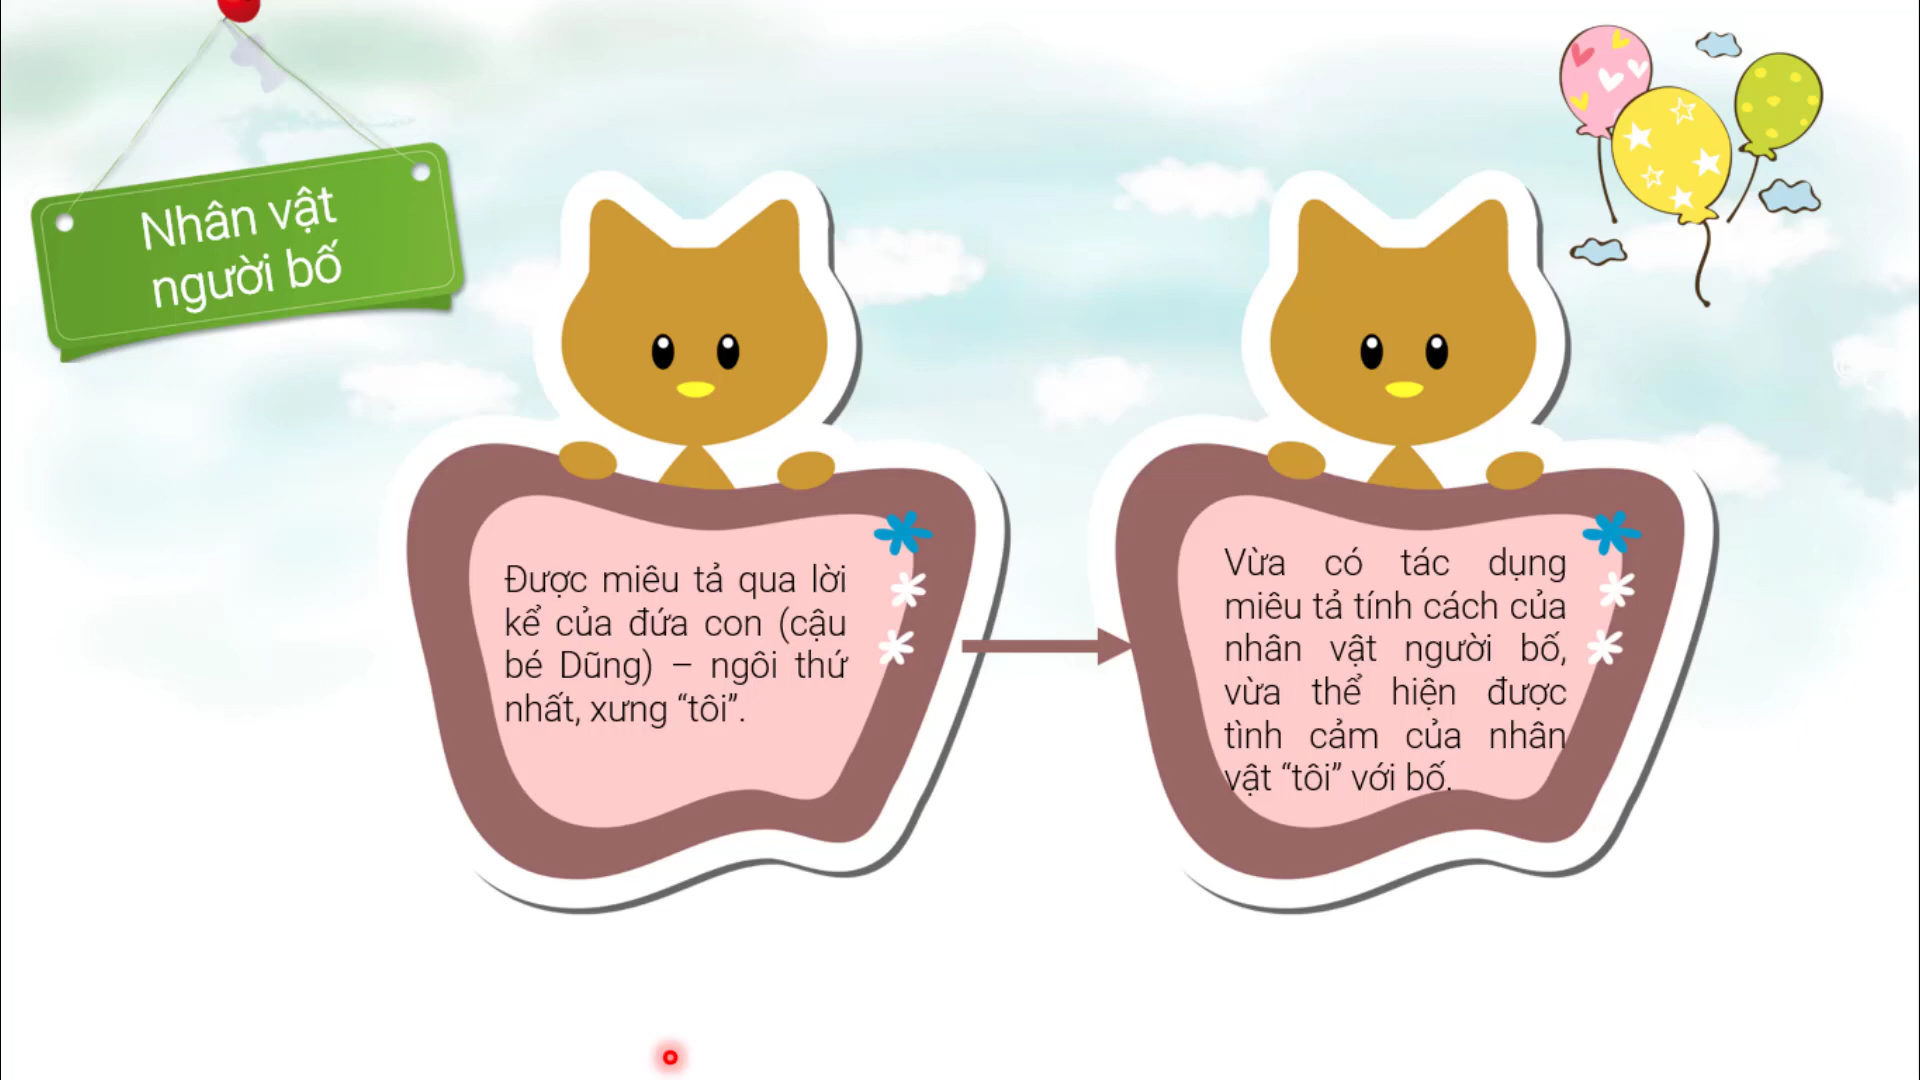 Nhân vật
người bố
Được miêu tả qua lời
kể của đứa con (cậu
bé Dũng) – ngôi thứ
nhất, xưng “tôi”.
Vừa có tác dụng
miêu tả tính cách của
nhân vật người bố,
vừa thể hiện được
tình cảm của nhân
vật “tôi” với bố.